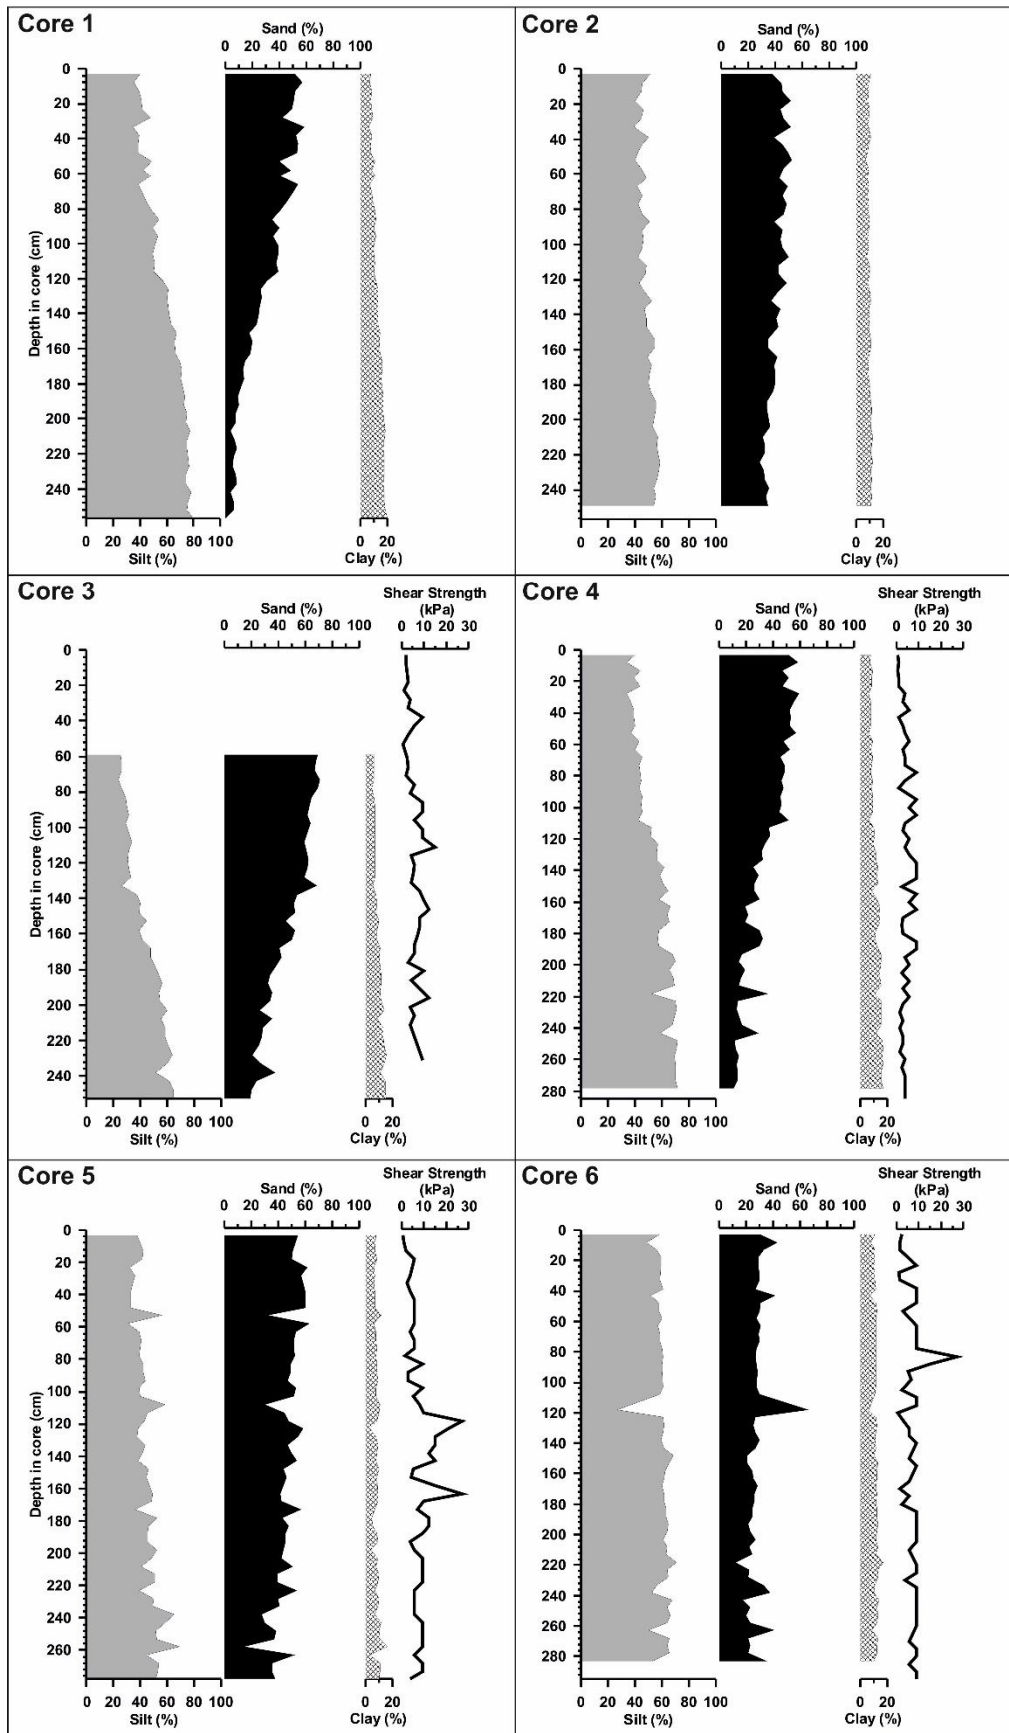 Core 1
Sand (%)
0 20 40 60 80 100
0
20
40
60
80
100
120
140
160
180
200
220
240
Depth in core (cm)
0 20 40 60 80 100
Silt (%)
0 20
Clay (%)
Core 2
Sand (%)
0 20 40 60 80 100
0
20
40
60
80
100
120
140
160
180
200
220
240
0 20 40 60 80 100
Silt (%)
0 20
Clay (%)
Core 3
Sand (%)
0 20 40 60 80 100
Shear Strength
(kPa)
0 10 20 30
0
20
40
60
80
100
120
140
160
180
200
220
240
Depth in core (cm)
0 20 40 60 80 100
Silt (%)
0 20
Clay (%)
Core 4
Sand (%)
0 20 40 60 80 100
Shear Strength
(kPa)
0 10 20 30
0
20
40
60
80
100
120
140
160
180
200
220
240
260
280
0 20 40 60 80 100
Silt (%)
0 20
Clay (%)
Core 5
Sand (%)
0 20 40 60 80 100
Shear Strength
(kPa)
0 10 20 30
0
20
40
60
80
100
120
140
160
180
200
220
240
260
Depth in core (cm)
0 20 40 60 80 100
Silt (%)
0 20
Clay (%)
Core 6
Sand (%)
0 20 40 60 80 100
Shear Strength
(kPa)
0 10 20 30
0
20
40
60
80
100
120
140
160
180
200
220
240
260
280
0 20 40 60 80 100
Silt (%)
0 20
Clay (%)